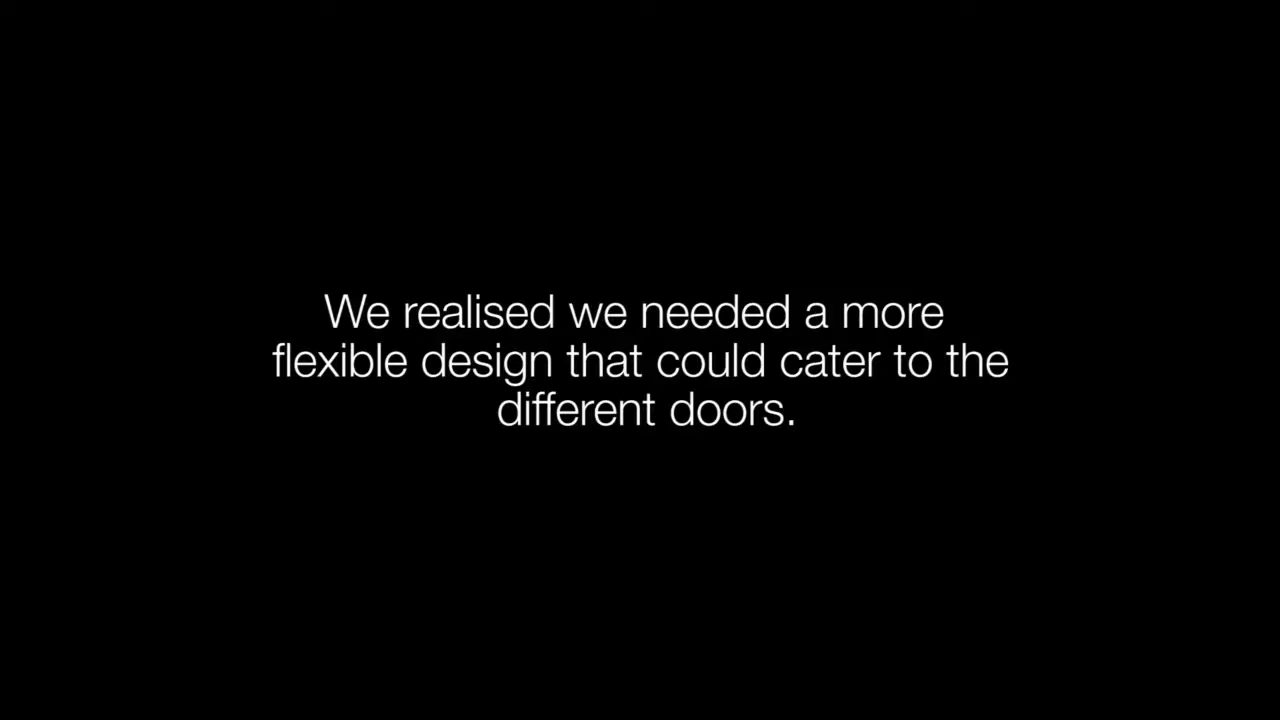 We realised we needed a more
flexible design that could cater to the
different doors.